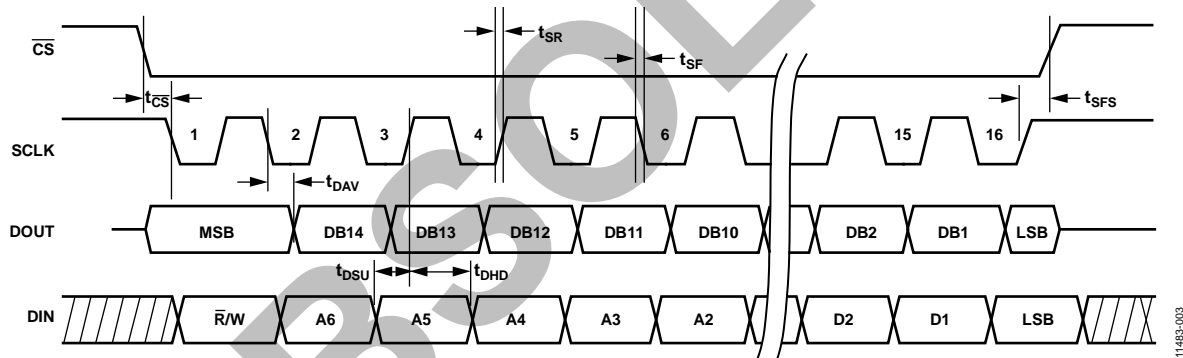 CS
tSR
tSF
tCS
tSFS
SCLK
1 2 3 4 5 6 15 16
tDAV
DOUT
MSB DB14 DB13 DB12 DB11 DB10 DB2 DB1 LSB
tDSU tDHD
DIN
R/W A6 A5 A4 A3 A2 D2 D1 LSB
11483-003
BSOL